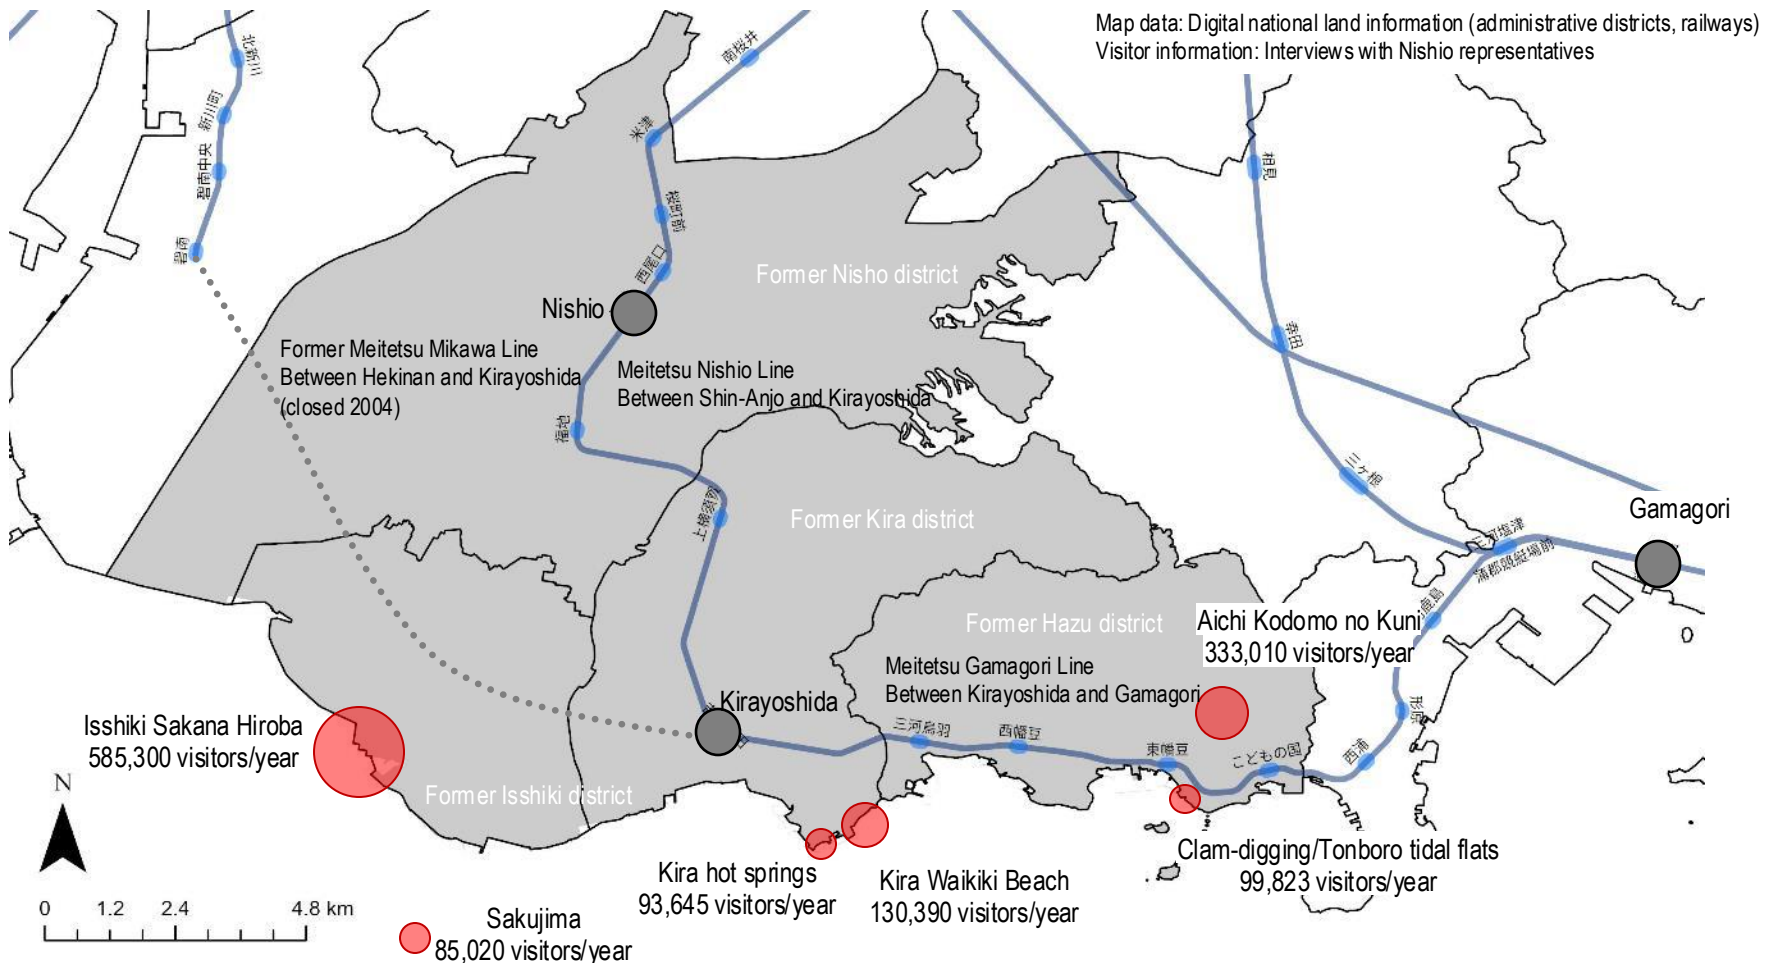 Map data: Digital national land information (administrative districts, railways)
Visitor information: Interviews with Nishio representatives
北新川
新川町
碧南中央
碧南
南桜井
米津
桜町前
西尾口
Nishio
福地
上横須賀
相見
幸田
三ヶ根
三河塩津
蒲郡競艇場前
Gamagori
鹿島
形原
西浦
こどもの国
東幡豆
西幡豆
三河鳥羽
Former Nisho district
Former Meitetsu Mikawa Line
Between Hekinan and Kirayoshida
(closed 2004)
Meitetsu Nishio Line
Between Shin-Anjo and Kirayoshida
Former Kira district
Former Hazu district
Aichi Kodomo no Kuni
333,010 visitors/year
Meitetsu Gamagori Line
Between Kirayoshida and Gamagori
Kirayoshida
Isshiki Sakana Hiroba
585,300 visitors/year
Former Isshiki district
Kira hot springs
93,645 visitors/year
Kira Waikiki Beach
130,390 visitors/year
Clam-digging/Tonboro tidal flats
99,823 visitors/year
Sakujima
85,020 visitors/year
N
0 1.2 2.4 4.8 km